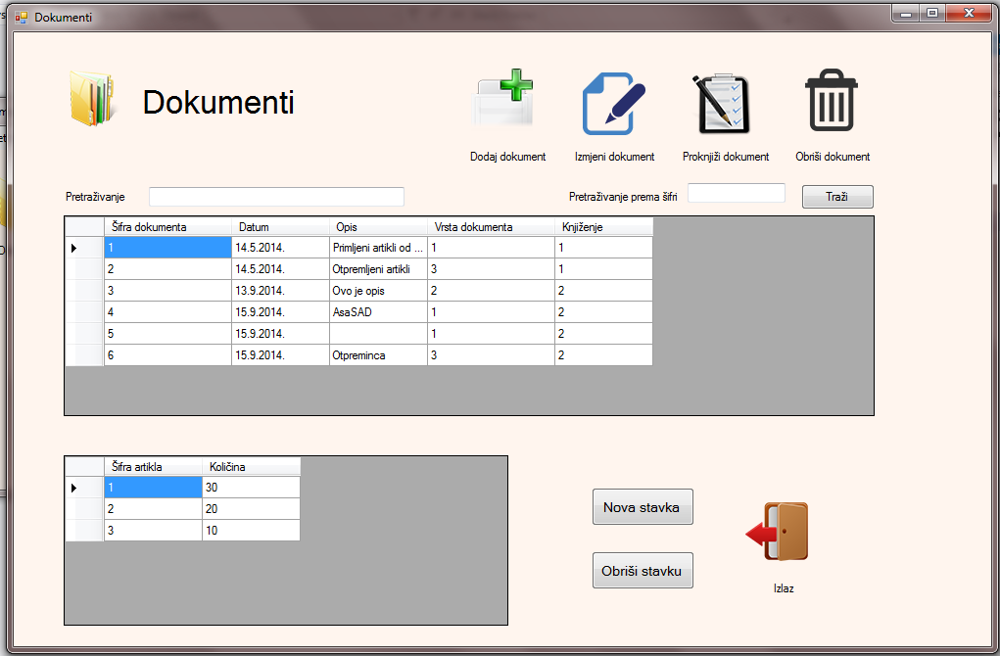 Dokumenti
Dokumenti
Dodaj dokument Izmjeni dokument Proknjiži dokument Obriši dokument
Pretraživanje Pretraživanje prema šifri Traži
Šifra dokumenta Datum Opis Vrsta dokumenta Knjiženje
1 14.5.2014. Primljeni artikli od ... 1 1
2 14.5.2014. Otpremljeni artikli 3 1
3 13.9.2014. Ovo je opis 2 2
4 15.9.2014. AsaSAD 1 2
5 15.9.2014. 1 2
6 15.9.2014. Otpreminca 3 2
Šifra artikla Količina
1 30
2 20
3 10
Nova stavka
Obriši stavku
Izlaz